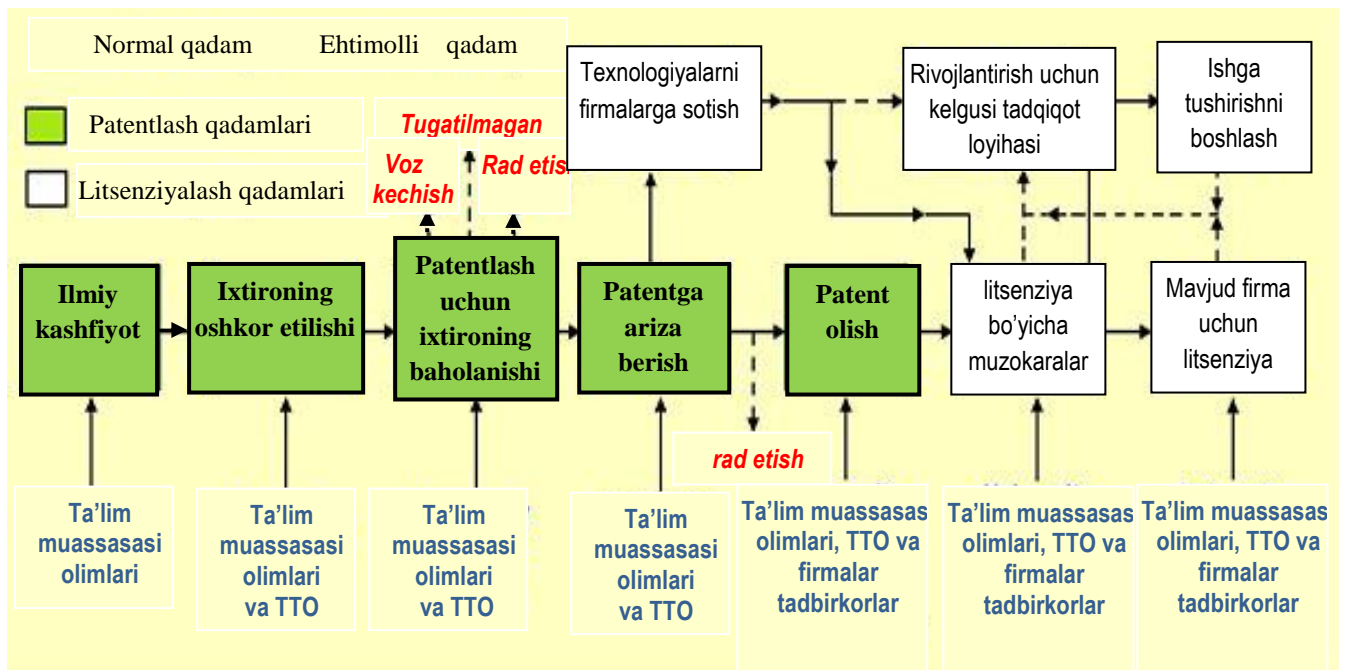 Normal qadam Ehtimolli qadam
Patentlash qadamlari
Litsenziyalash qadamlari
Tugatilmagan
Voz
kechish
Rad etis
Texnologiyalarni
firmalarga sotish
Rivojlantirish uchun
kelgusi tadqiqot
loyihasi
Ishga
tushirishni
boshlash
Ilmiy
kashfiyot
Ixtironing
oshkor etilishi
Patentlash
uchun
ixtironing
baholanishi
Patentga
ariza
berish
Patent
olish
litsenziya
bo'yicha
muzokaralar
Mavjud firma
uchun
litsenziya
rad etish
Ta'lim
muassasasi
olimlari
Ta'lim
muassasasi
olimlari
va TTO
Ta'lim
muassasasi
olimlari
va TTO
Ta'lim
muassasasi
olimlari
va TTO
Ta'lim muassasas
olimlari, TTO va
firmalar
tadbirkorlar
Ta'lim muassasas
olimlari, TTO va
firmalar
tadbirkorlar
Ta'lim muassasas
olimlari, TTO va
firmalar
tadbirkorlar